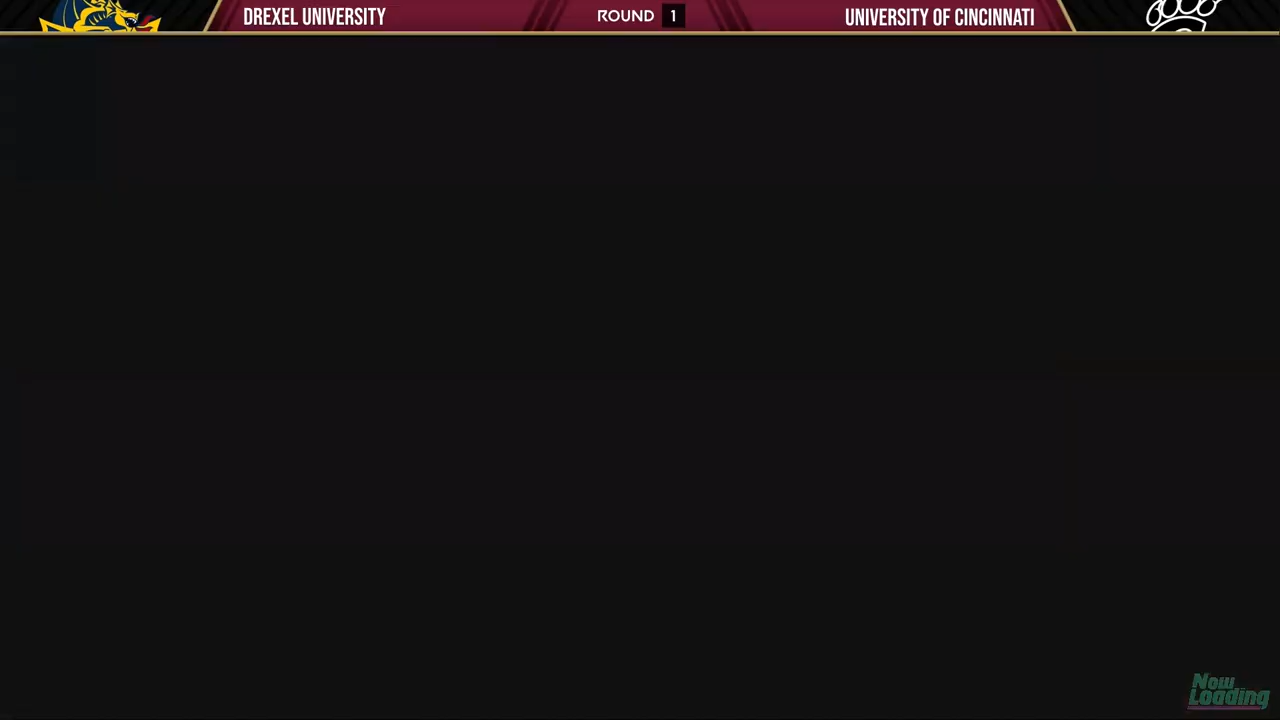 DREXEL UNIVERSITY
ROUND 1
UNIVERSITY OF CINCINNATI
Now
Loading